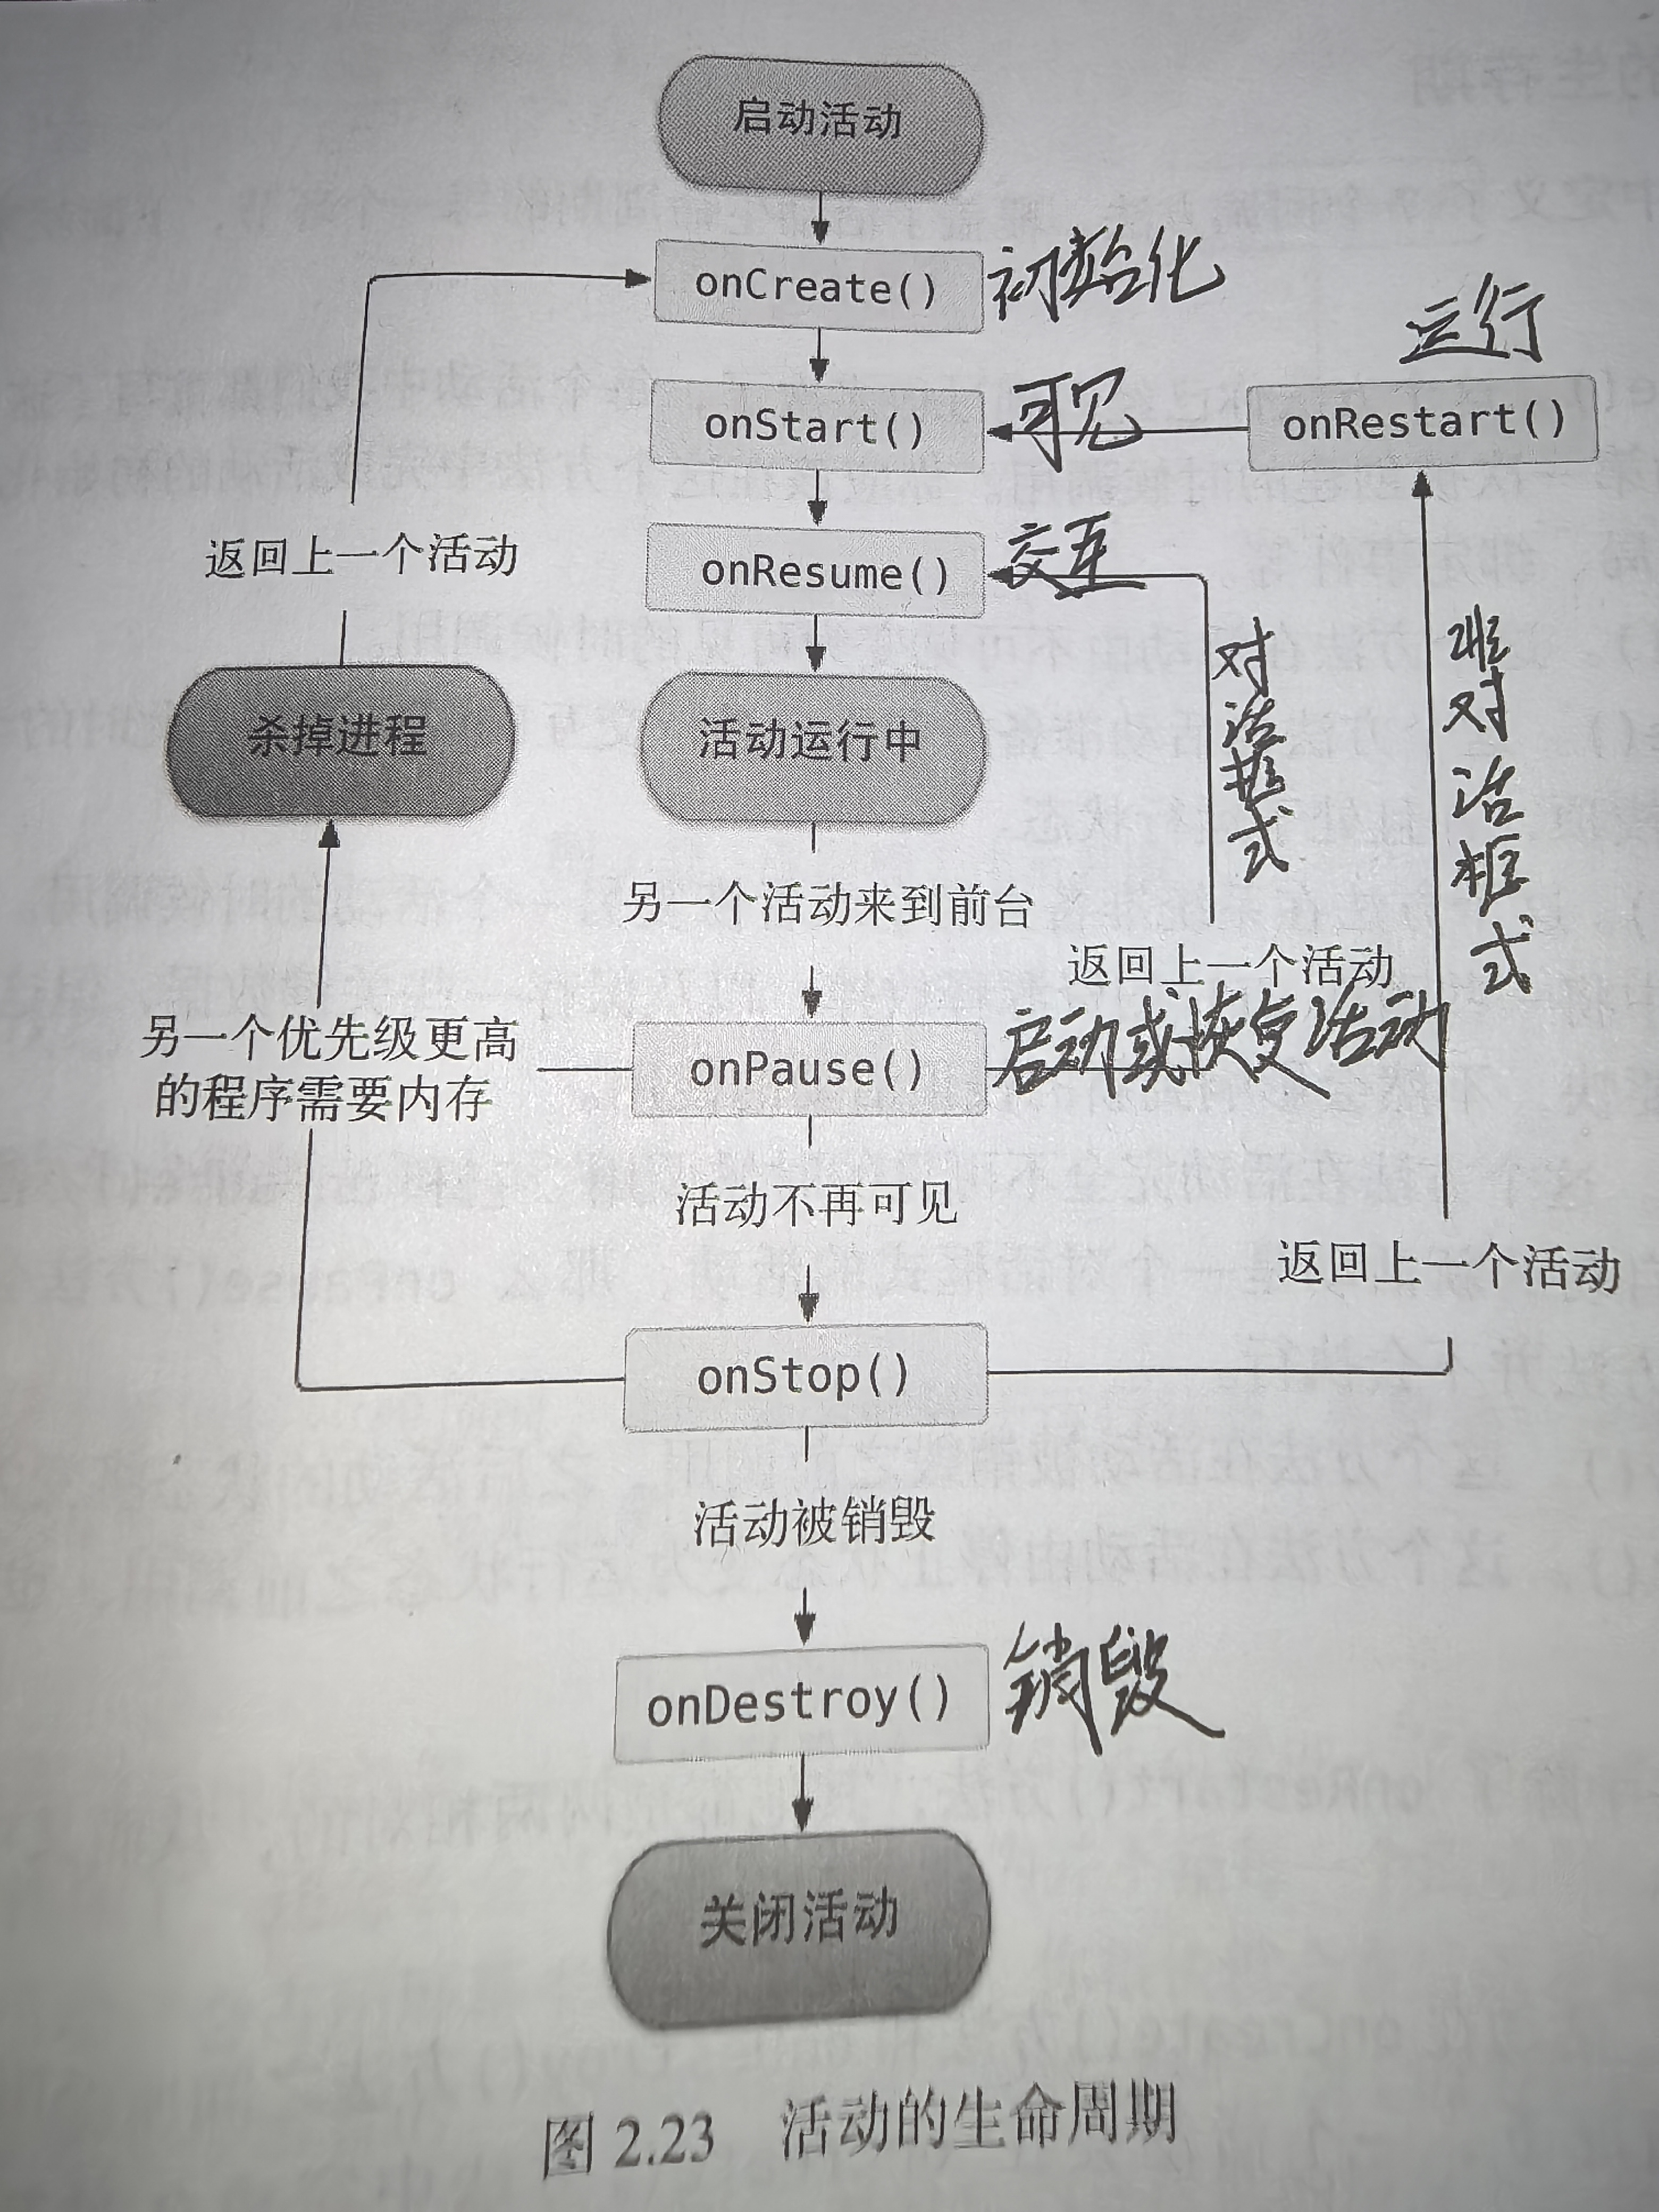 启动活动
onCreate() 初始化
运行
onStart() 可见 onRestart()
返回上一个活动
onResume() 交互
对话框式
非对话框式
杀掉进程
活动运行中
另一个活动来到前台
返回上一个活动
另一个优先级更高
的程序需要内存
onPause() 启动或恢复活动
活动不再可见
返回上一个活动
onStop()
活动被销毁
onDestroy() 销毁
关闭活动
图 2.23 活动的生命周期